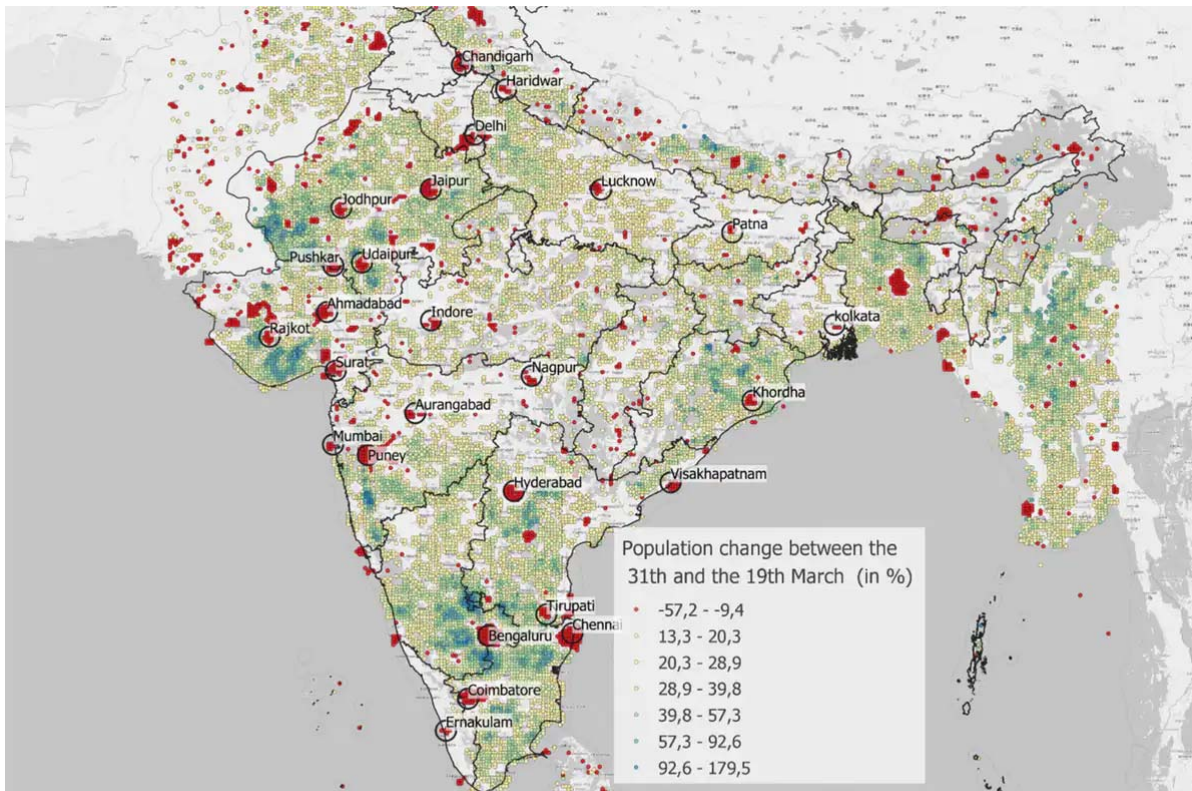 Chandigarh
Haridwar
Delhi
Jaipur
Lucknow
Jodhpur
Patna
Pushkar
Udaipur
Ahmadabad
Indore
kolkata
Rajkot
Surat
Nagpur
Khordha
Aurangabad
Mumbai
Puney
Hyderabad
Visakhapatnam
Tirupati
Chennai
Bengaluru
Coimbatore
Ernakulam
Population change between the
31th and the 19th March (in %)
-57,2 - -9,4
13,3 - 20,3
20,3 - 28,9
28,9 - 39,8
39,8 - 57,3
57,3 - 92,6
92,6 - 179,5